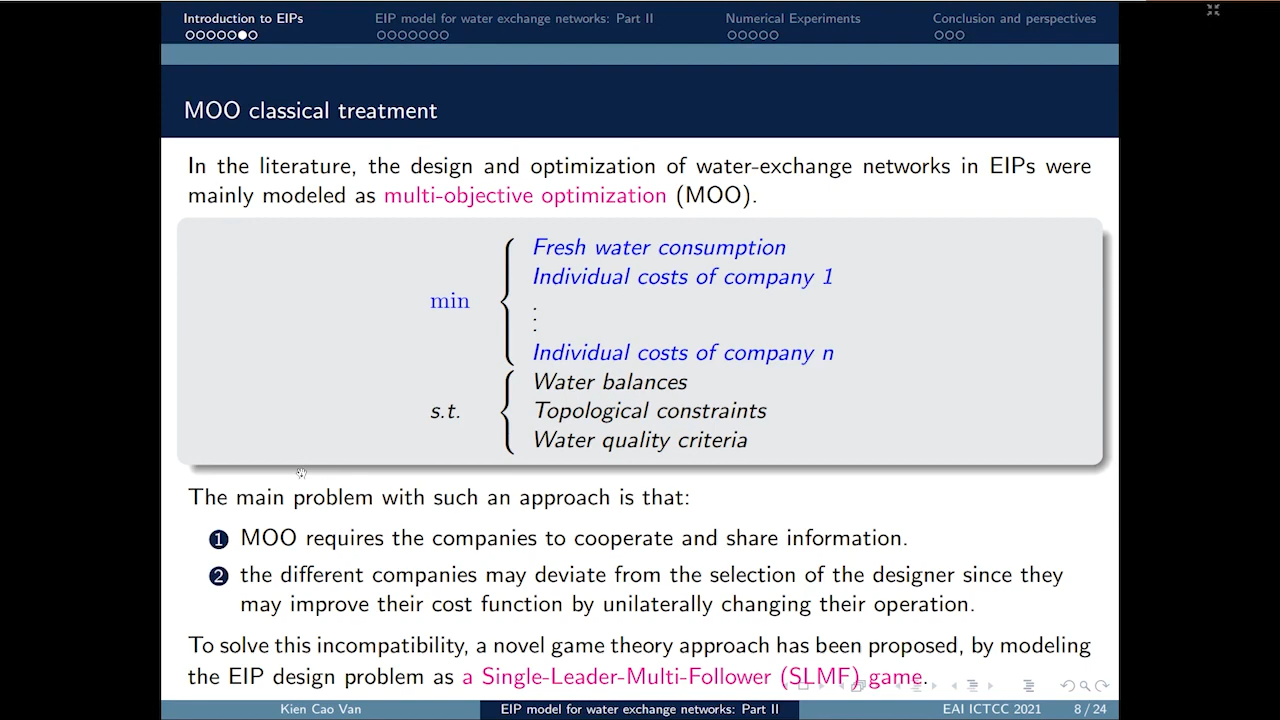 Introduction to EIPs
EIP model for water exchange networks: Part II
Numerical Experiments
Conclusion and perspectives
MOO classical treatment
In the literature, the design and optimization of water-exchange networks in EIPs were
mainly modeled as multi-objective optimization (MOO).
min
Fresh water consumption
Individual costs of company 1
⋮
Individual costs of company n
s.t.
Water balances
Topological constraints
Water quality criteria
The main problem with such an approach is that:
1 MOO requires the companies to cooperate and share information.
2 the different companies may deviate from the selection of the designer since they
may improve their cost function by unilaterally changing their operation.
To solve this incompatibility, a novel game theory approach has been proposed, by modeling
the EIP design problem as a Single-Leader-Multi-Follower (SLMF) game.
Kien Cao Van
EIP model for water exchange networks: Part II
EAI ICTCC 2021
8 / 24